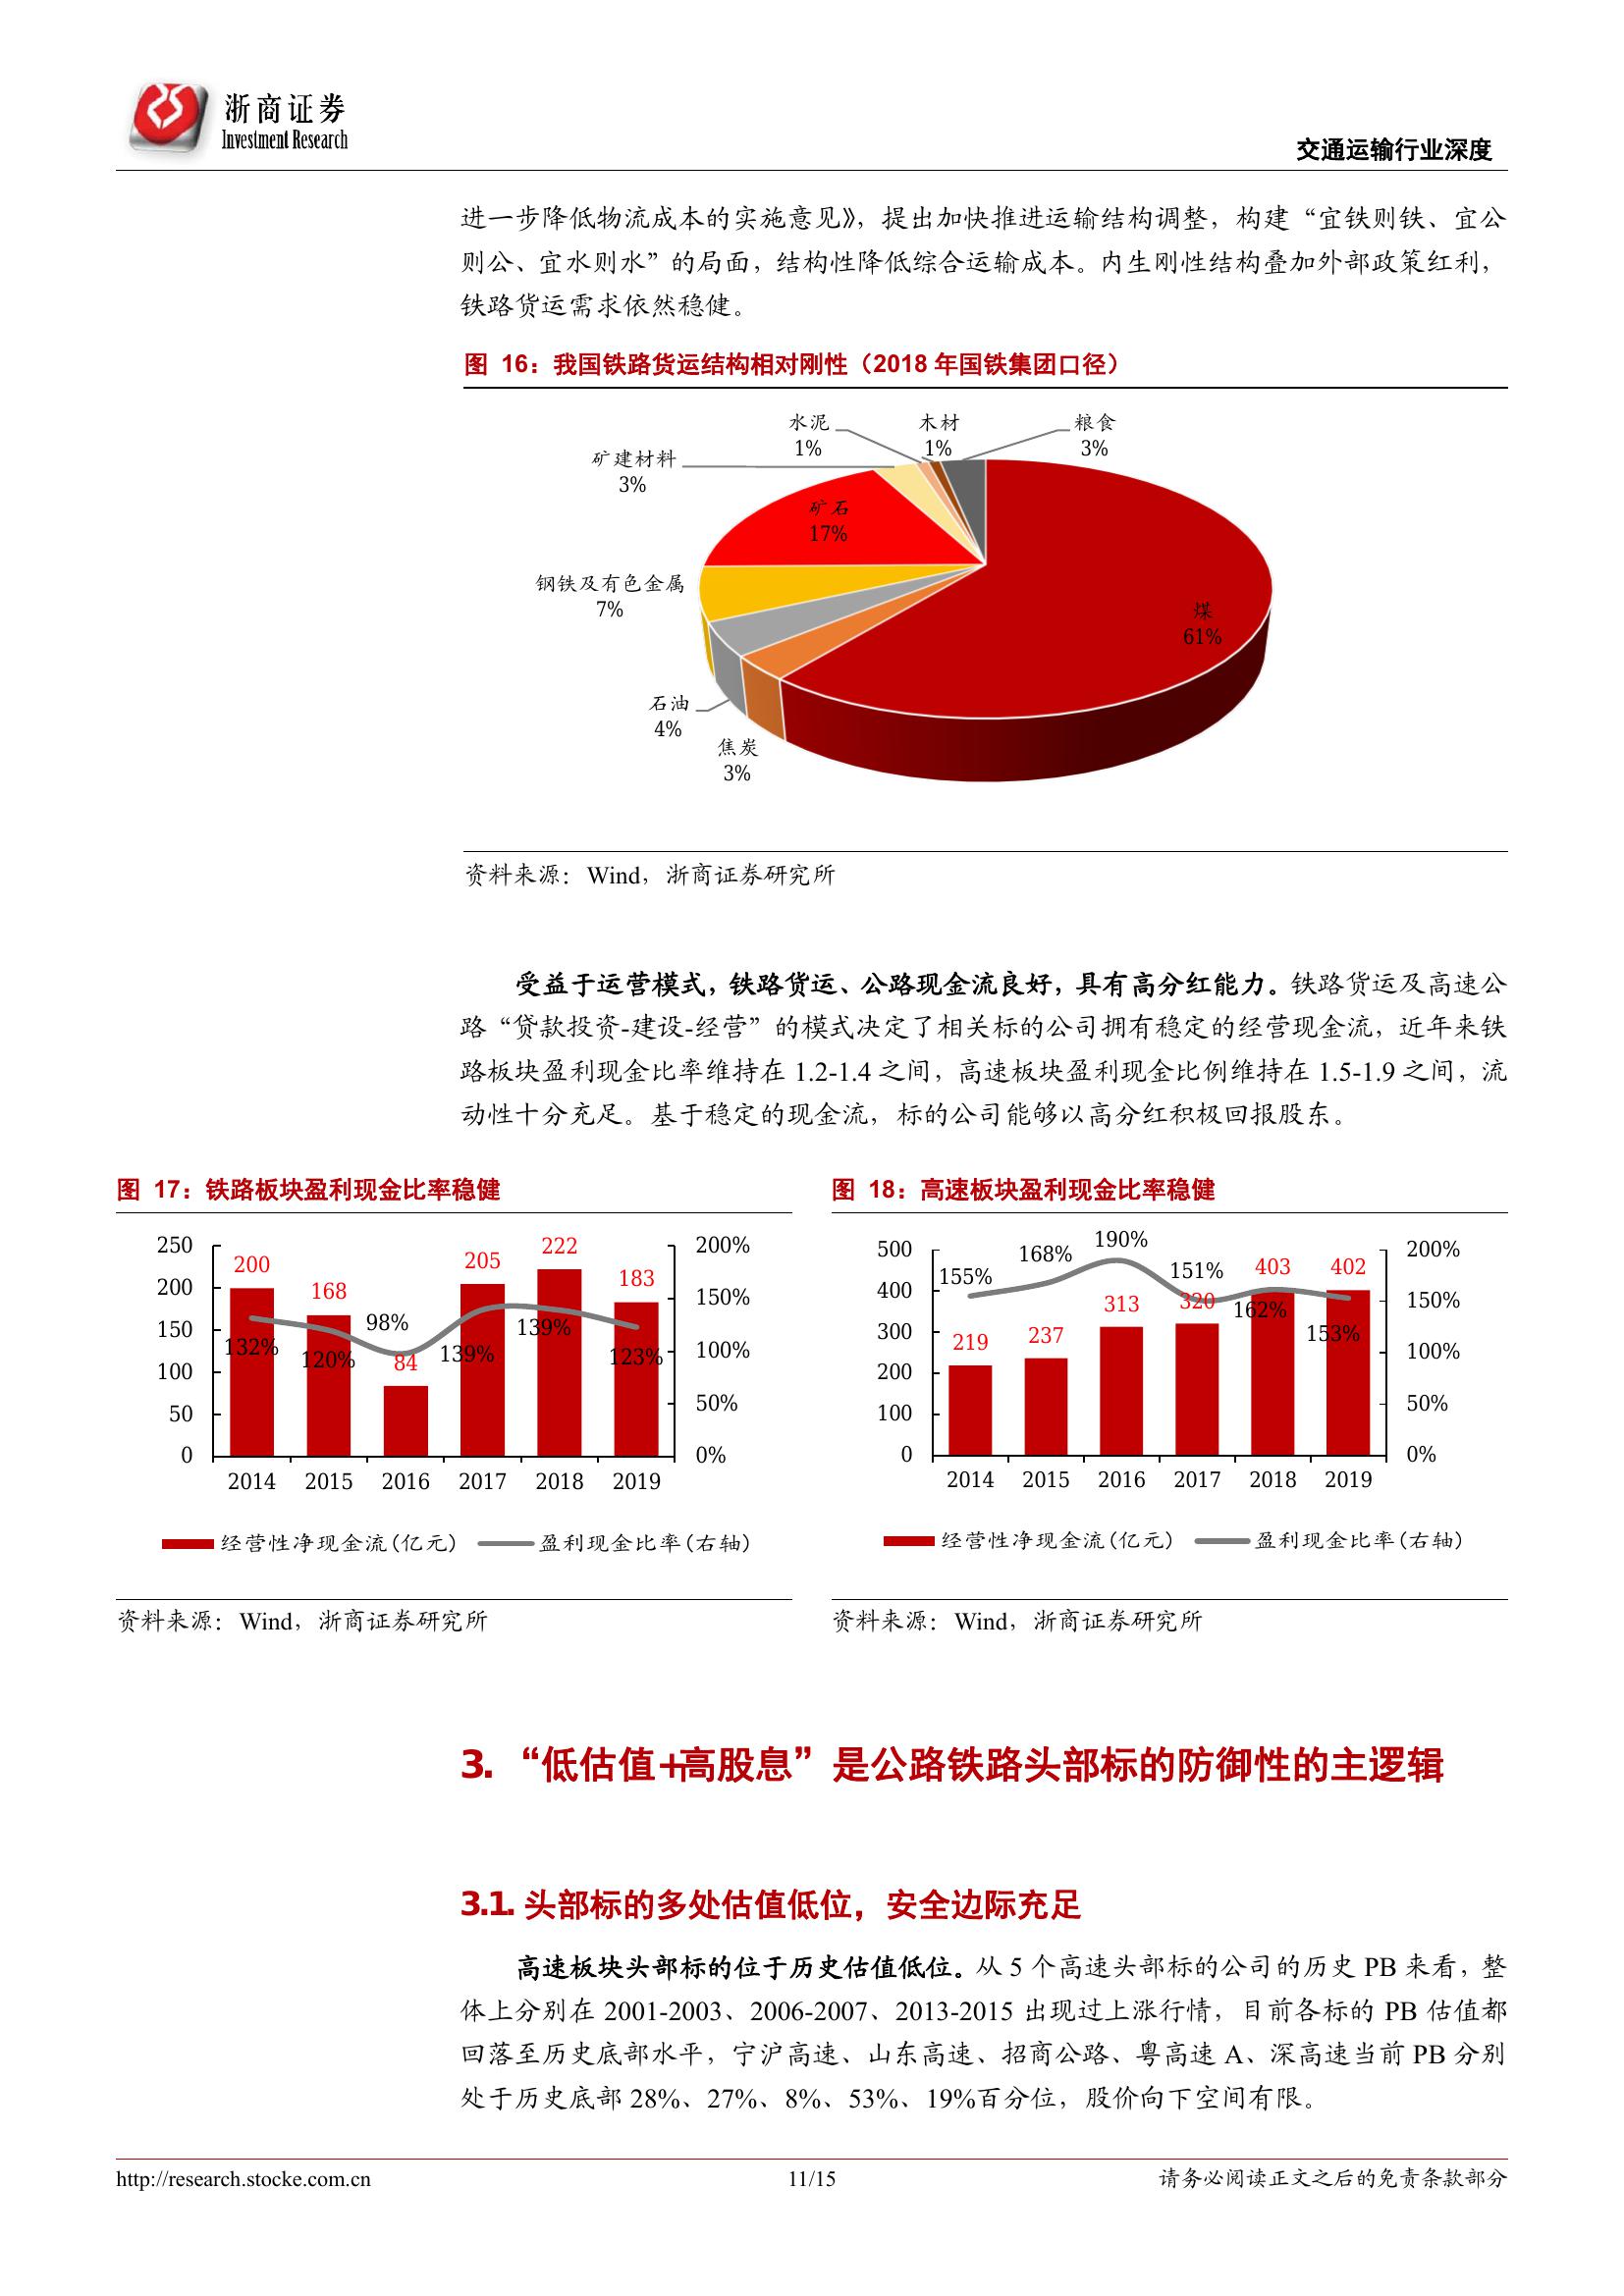 浙商证券
Investment Research
交通运输行业深度
进一步降低物流成本的实施意见》，提出加快推进运输结构调整，构建“宜铁则铁、宜公
则公、宜水则水”的局面，结构性降低综合运输成本。内生刚性结构叠加外部政策红利，
铁路货运需求依然稳健。
图 16：我国铁路货运结构相对刚性（2018 年国铁集团口径）
水泥
1%
木材
1%
粮食
3%
矿建材料
3%
矿石
17%
钢铁及有色金属
7%
煤
61%
石油
4%
焦炭
3%
资料来源：Wind，浙商证券研究所
受益于运营模式，铁路货运、公路现金流良好，具有高分红能力。铁路货运及高速公
路“贷款投资-建设-经营”的模式决定了相关标的公司拥有稳定的经营现金流，近年来铁
路板块盈利现金比率维持在 1.2-1.4 之间，高速板块盈利现金比例维持在 1.5-1.9 之间，流
动性十分充足。基于稳定的现金流，标的公司能够以高分红积极回报股东。
图 17：铁路板块盈利现金比率稳健
250
200
150
100
50
0
200
168
84
205
222
183
132%
120%
98%
139%
139%
123%
200%
150%
100%
50%
0%
2014 2015 2016 2017 2018 2019
经营性净现金流(亿元) 盈利现金比率(右轴)
资料来源：Wind，浙商证券研究所
图 18：高速板块盈利现金比率稳健
500
400
300
200
100
0
219
237
313
320
403
402
155%
168%
190%
151%
162%
153%
200%
150%
100%
50%
0%
2014 2015 2016 2017 2018 2019
经营性净现金流(亿元) 盈利现金比率(右轴)
资料来源：Wind，浙商证券研究所
3. “低估值+高股息”是公路铁路头部标的防御性的主逻辑
3.1. 头部标的多处估值低位，安全边际充足
高速板块头部标的位于历史估值低位。从 5 个高速头部标的公司的历史 PB 来看，整
体上分别在 2001-2003、2006-2007、2013-2015 出现过上涨行情，目前各标的 PB 估值都
回落至历史底部水平，宁沪高速、山东高速、招商公路、粤高速 A、深高速当前 PB 分别
处于历史底部 28%、27%、8%、53%、19%百分位，股价向下空间有限。
http://research.stocke.com.cn
11/15
请务必阅读正文之后的免责条款部分